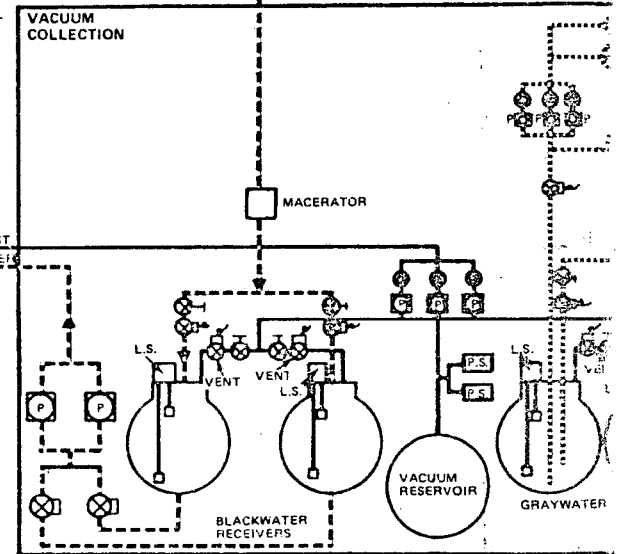 VACUUM
COLLECTION
P P P
MACERATOR
P P P
L.S.
VENT
VENT
L.S.
P.S.
P.S.
L.S.
P P
VACUUM
RESERVOIR
GRAYWATER
BLACKWATER
RECEIVERS